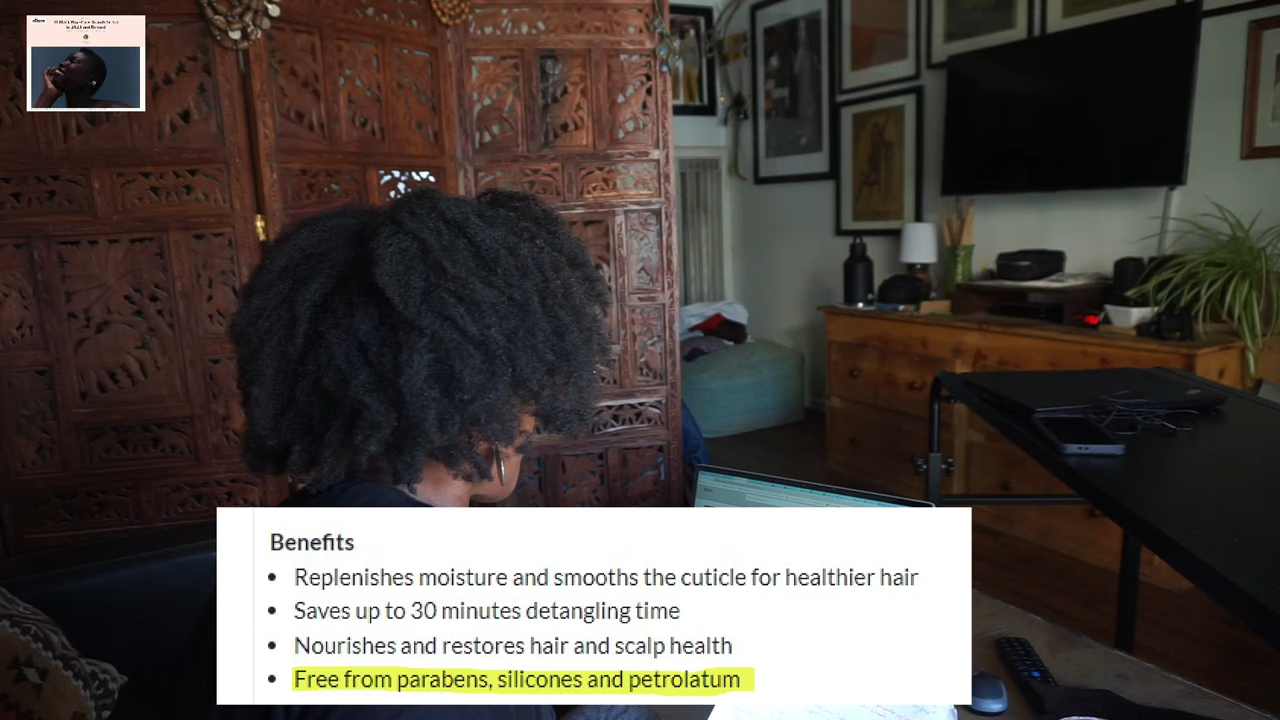 Benefits
Replenishes moisture and smooths the cuticle for healthier hair
Saves up to 30 minutes detangling time
Nourishes and restores hair and scalp health
Free from parabens, silicones and petrolatum